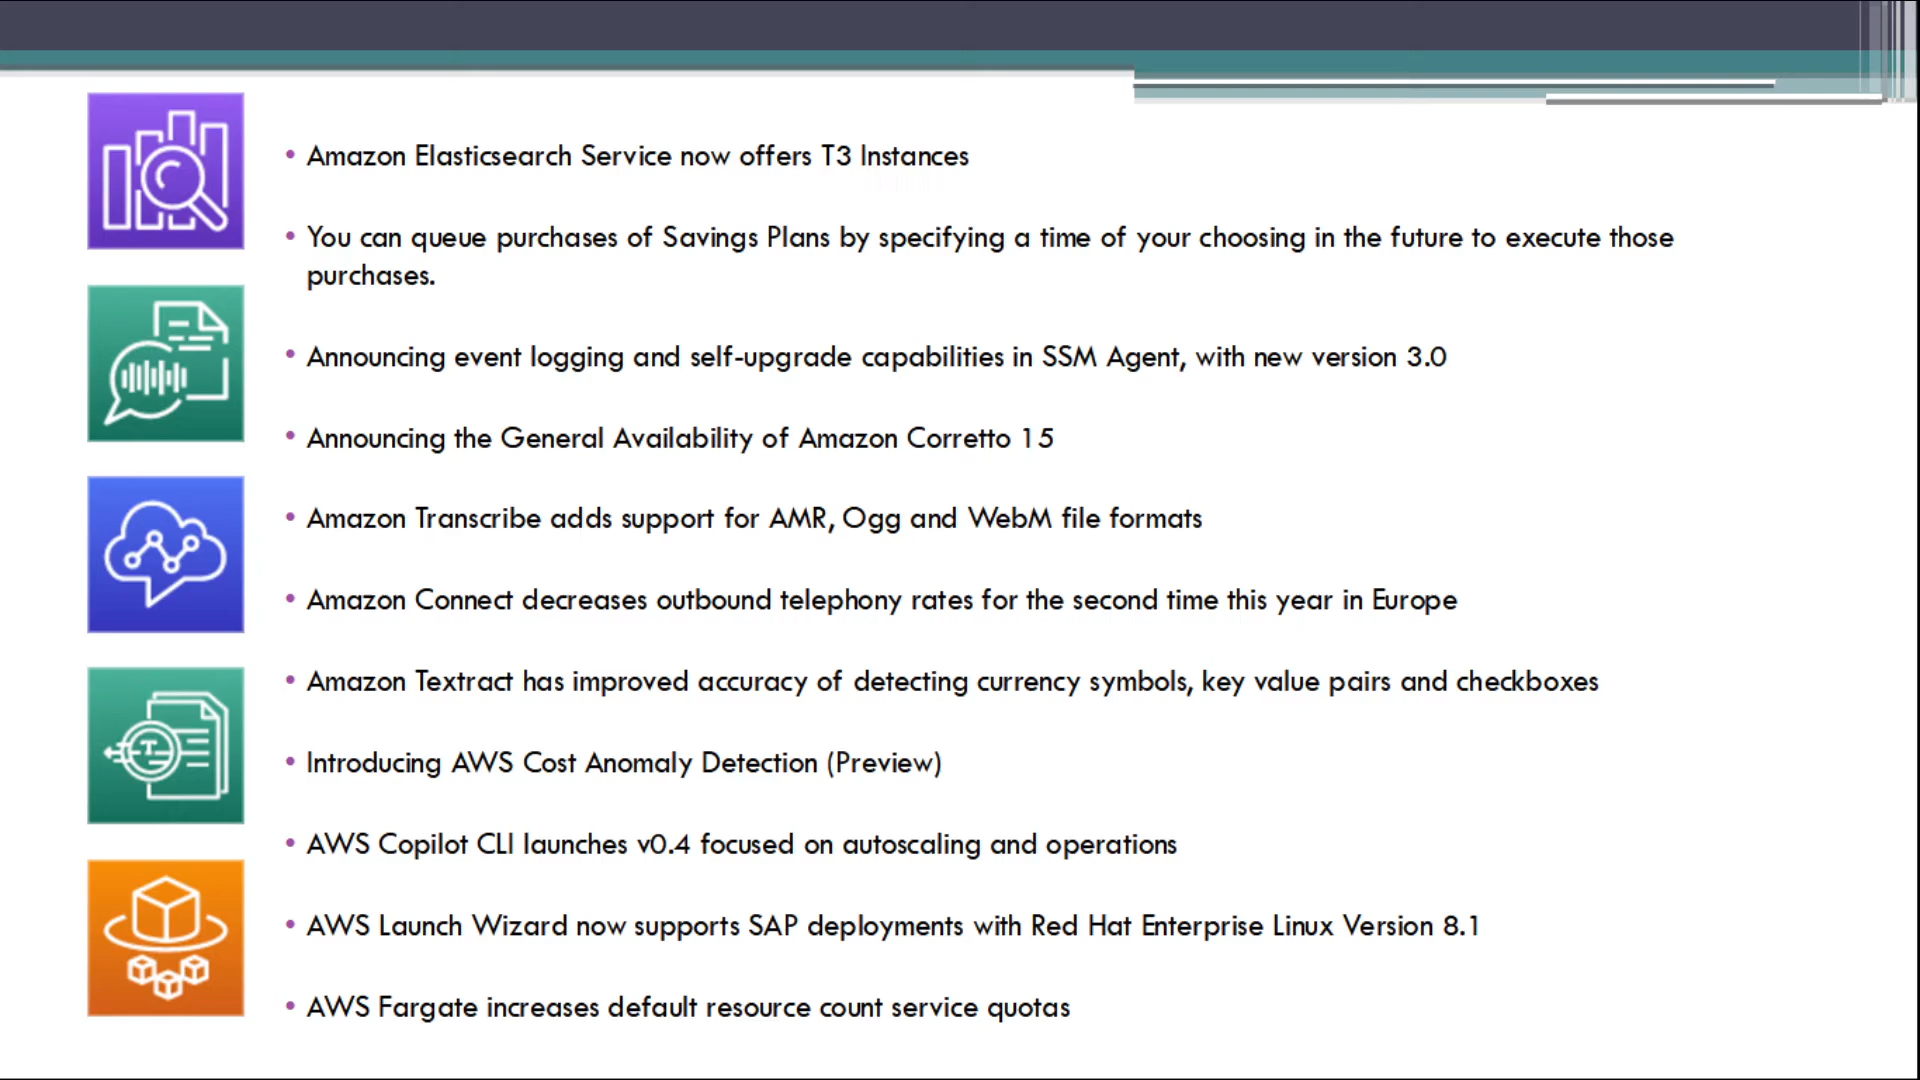 • Amazon Elasticsearch Service now offers T3 Instances
• You can queue purchases of Savings Plans by specifying a time of your choosing in the future to execute those
purchases.
• Announcing event logging and self-upgrade capabilities in SSM Agent, with new version 3.0
• Announcing the General Availability of Amazon Corretto 15
• Amazon Transcribe adds support for AMR, Ogg and WebM file formats
• Amazon Connect decreases outbound telephony rates for the second time this year in Europe
• Amazon Textract has improved accuracy of detecting currency symbols, key value pairs and checkboxes
• Introducing AWS Cost Anomaly Detection (Preview)
• AWS Copilot CLI launches v0.4 focused on autoscaling and operations
• AWS Launch Wizard now supports SAP deployments with Red Hat Enterprise Linux Version 8.1
• AWS Fargate increases default resource count service quotas